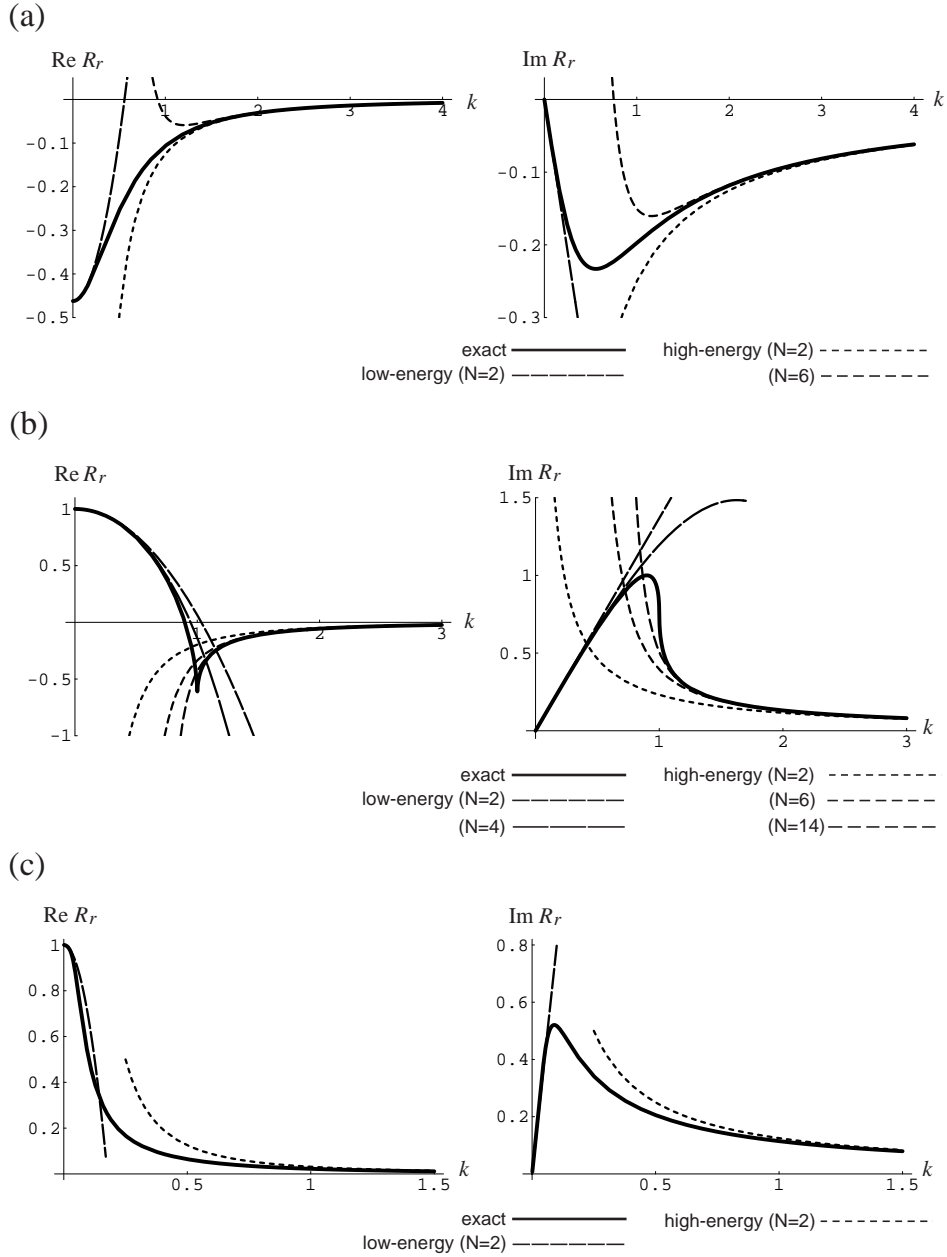 (a)
Re Rr
k
1
2
3
4
-0.1
-0.2
-0.3
-0.4
-0.5
Im Rr
k
1
2
3
4
-0.1
-0.2
-0.3
exact
low-energy (N=2)
high-energy (N=2)
(N=6)
(b)
Re Rr
1
0.5
k
1
2
3
-0.5
-1
Im Rr
1.5
1
0.5
k
1
2
3
exact
low-energy (N=2)
(N=4)
high-energy (N=2)
(N=6)
(N=14)
(c)
Re Rr
1
0.8
0.6
0.4
0.2
k
0.5
1
1.5
Im Rr
0.8
0.6
0.4
0.2
k
0.5
1
1.5
exact
low-energy (N=2)
high-energy (N=2)